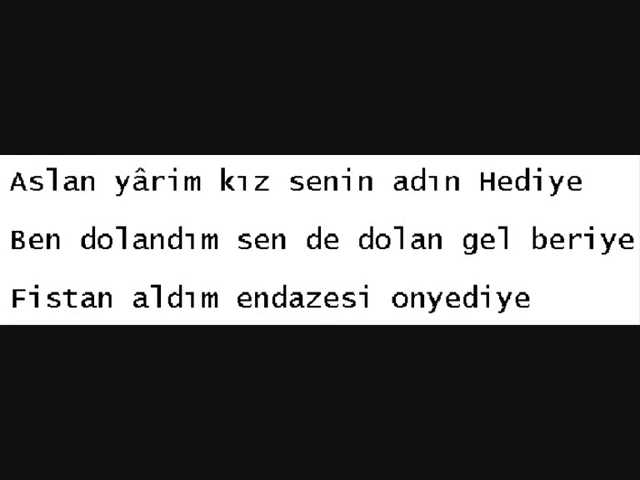 Aslan yârim kız senin adın Hediye
Ben dolandım sen de dolan gel beriye
Fistan aldım endazesi onyediye